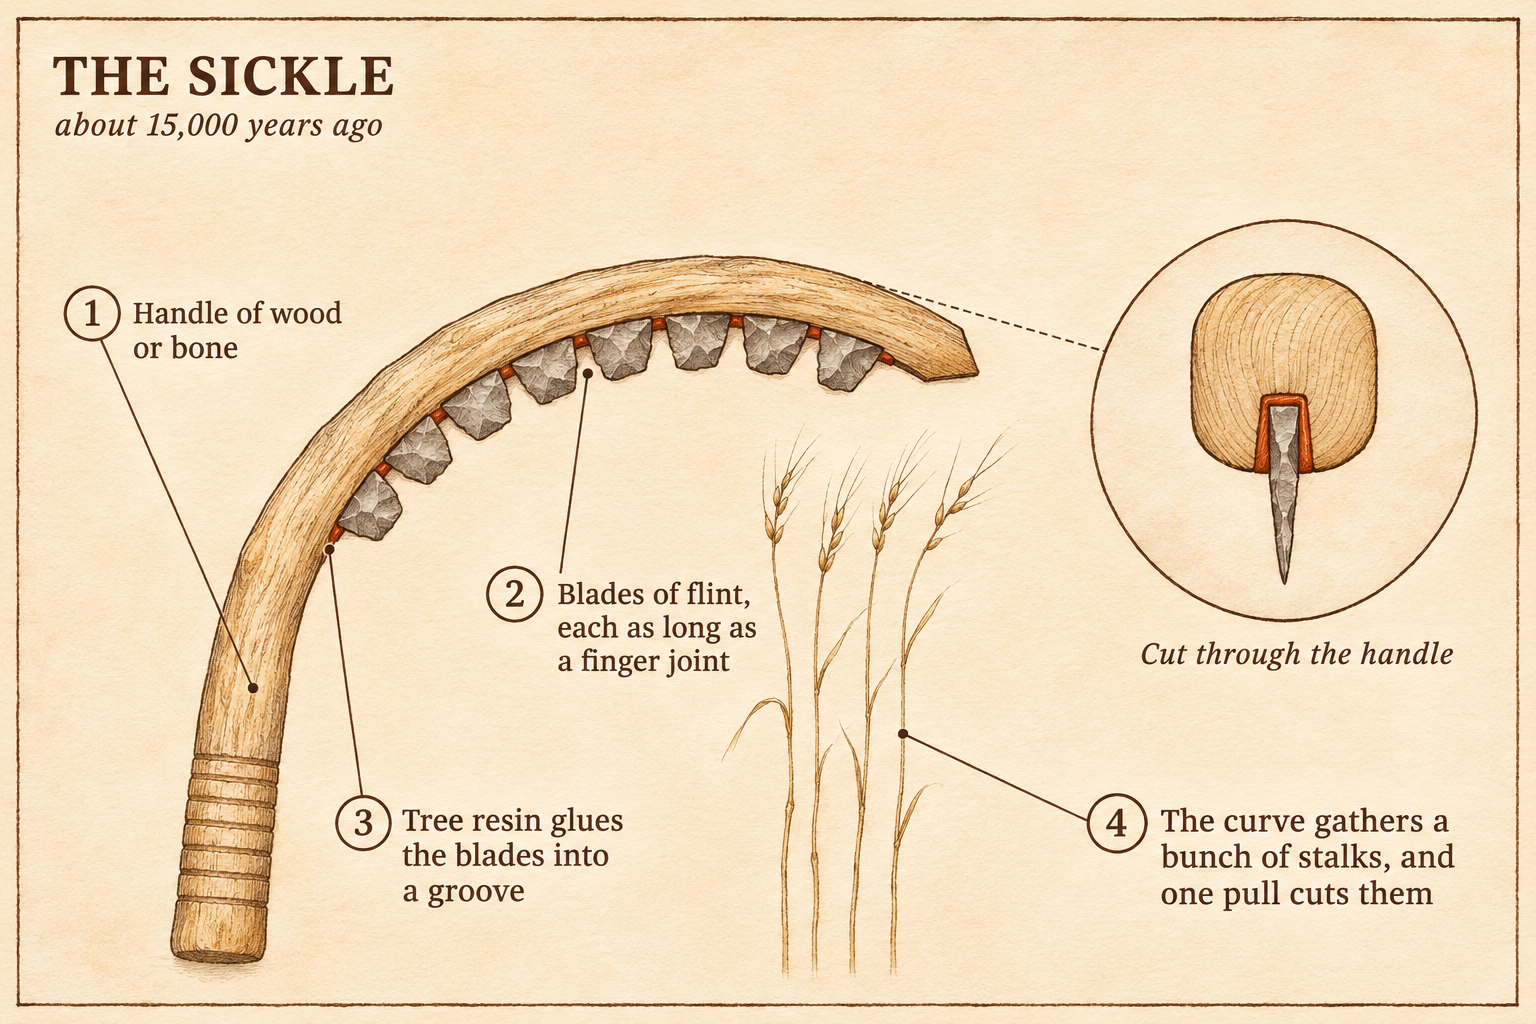 THE SICKLE
about 15,000 years ago
1 Handle of wood
or bone
2 Blades of flint,
each as long as
a finger joint
Cut through the handle
3 Tree resin glues
the blades into
a groove
4 The curve gathers a
bunch of stalks, and
one pull cuts them